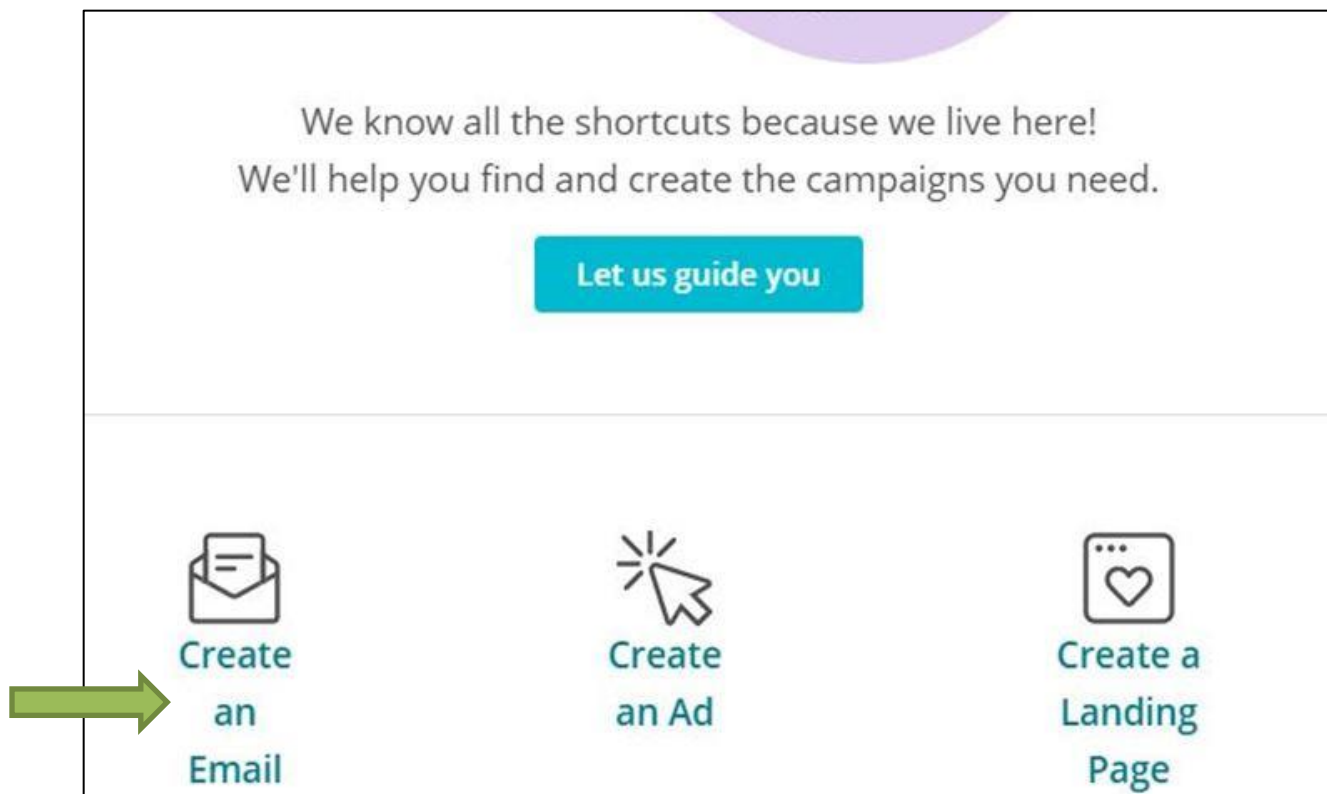 We know all the shortcuts because we live here!
We'll help you find and create the campaigns you need.
Let us guide you
Create
an
Email
Create
an Ad
Create a
Landing
Page